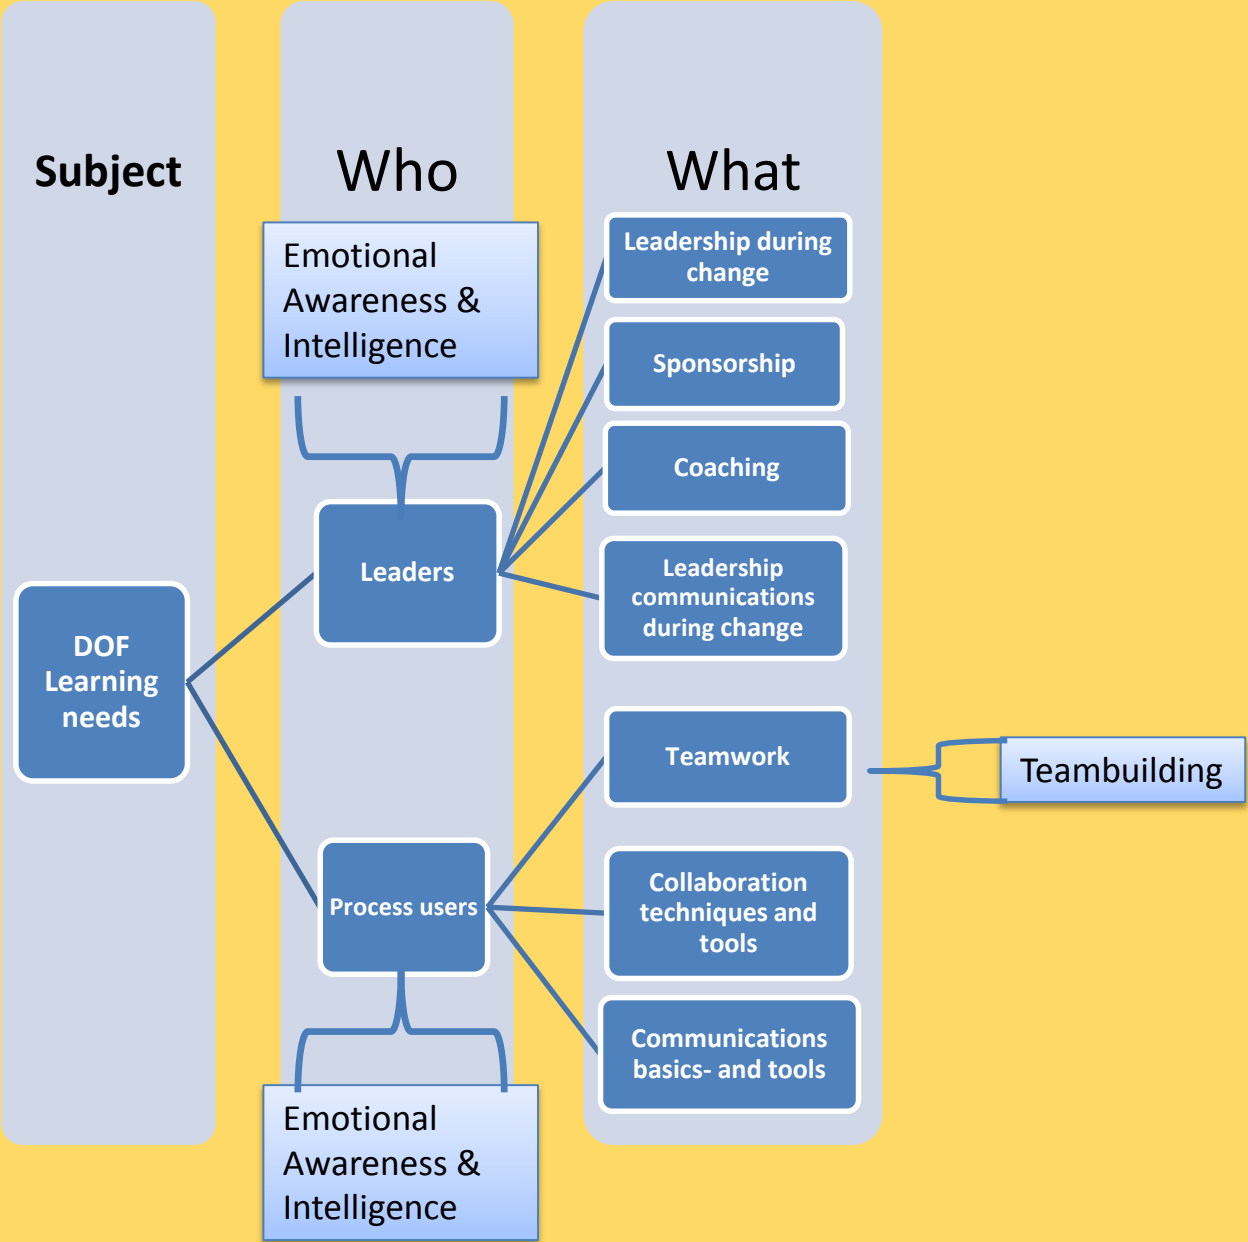 Subject
Who
What
Emotional
Awareness &
Intelligence
Leadership during
change
Sponsorship
Coaching
Leaders
Leadership
communications
during change
DOF
Learning
needs
Teamwork
Teambuilding
Process users
Collaboration
techniques and
tools
Communications
basics- and tools
Emotional
Awareness &
Intelligence